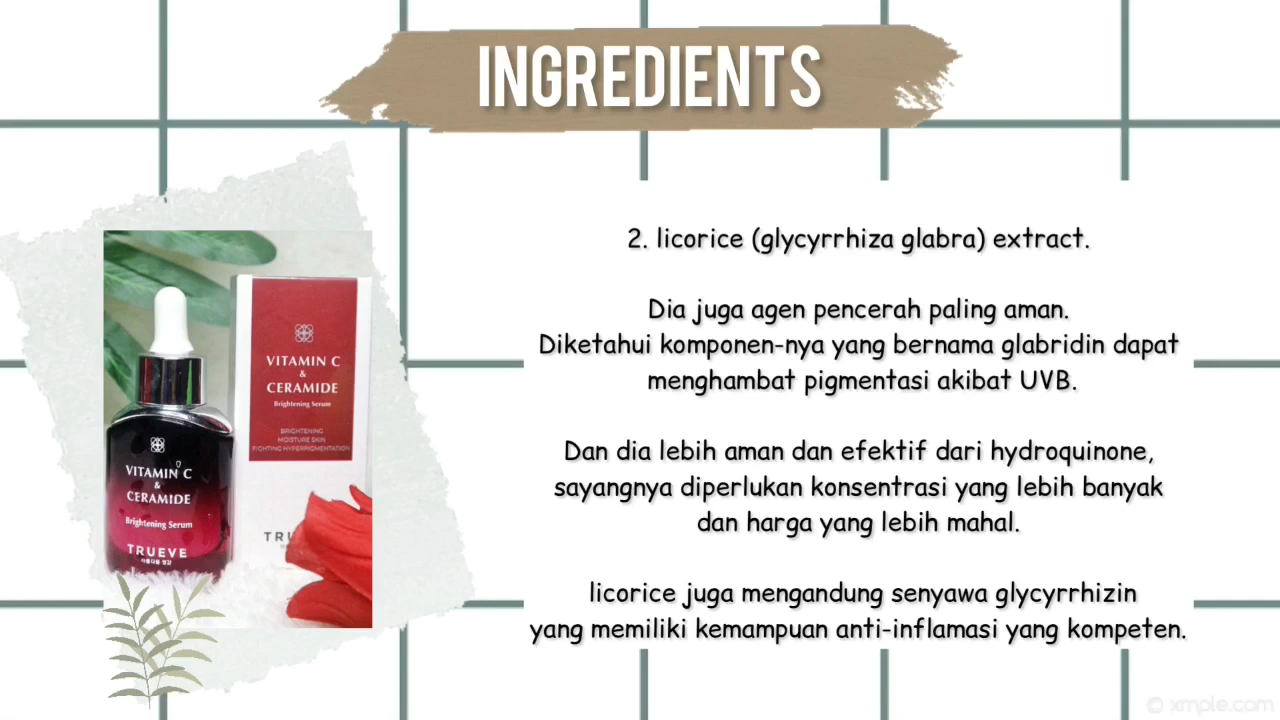 INGREDIENTS
2. licorice (glycyrrhiza glabra) extract.
Dia juga agen pencerah paling aman.
Diketahui komponen-nya yang bernama glabridin dapat
menghambat pigmentasi akibat UVB.
Dan dia lebih aman dan efektif dari hydroquinone,
sayangnya diperlukan konsentrasi yang lebih banyak
dan harga yang lebih mahal.
licorice juga mengandung senyawa glycyrrhizin
yang memiliki kemampuan anti-inflamasi yang kompeten.
VITAMIN C
&
CERAMIDE
Brightening Serum
BRIGHTENING
MOISTURE SKIN
FIGHTING HYPERPIGMENTATION
TRU
VITAMIN C
&
CERAMIDE
Brightening Serum
TRUEVE
© xmple.com